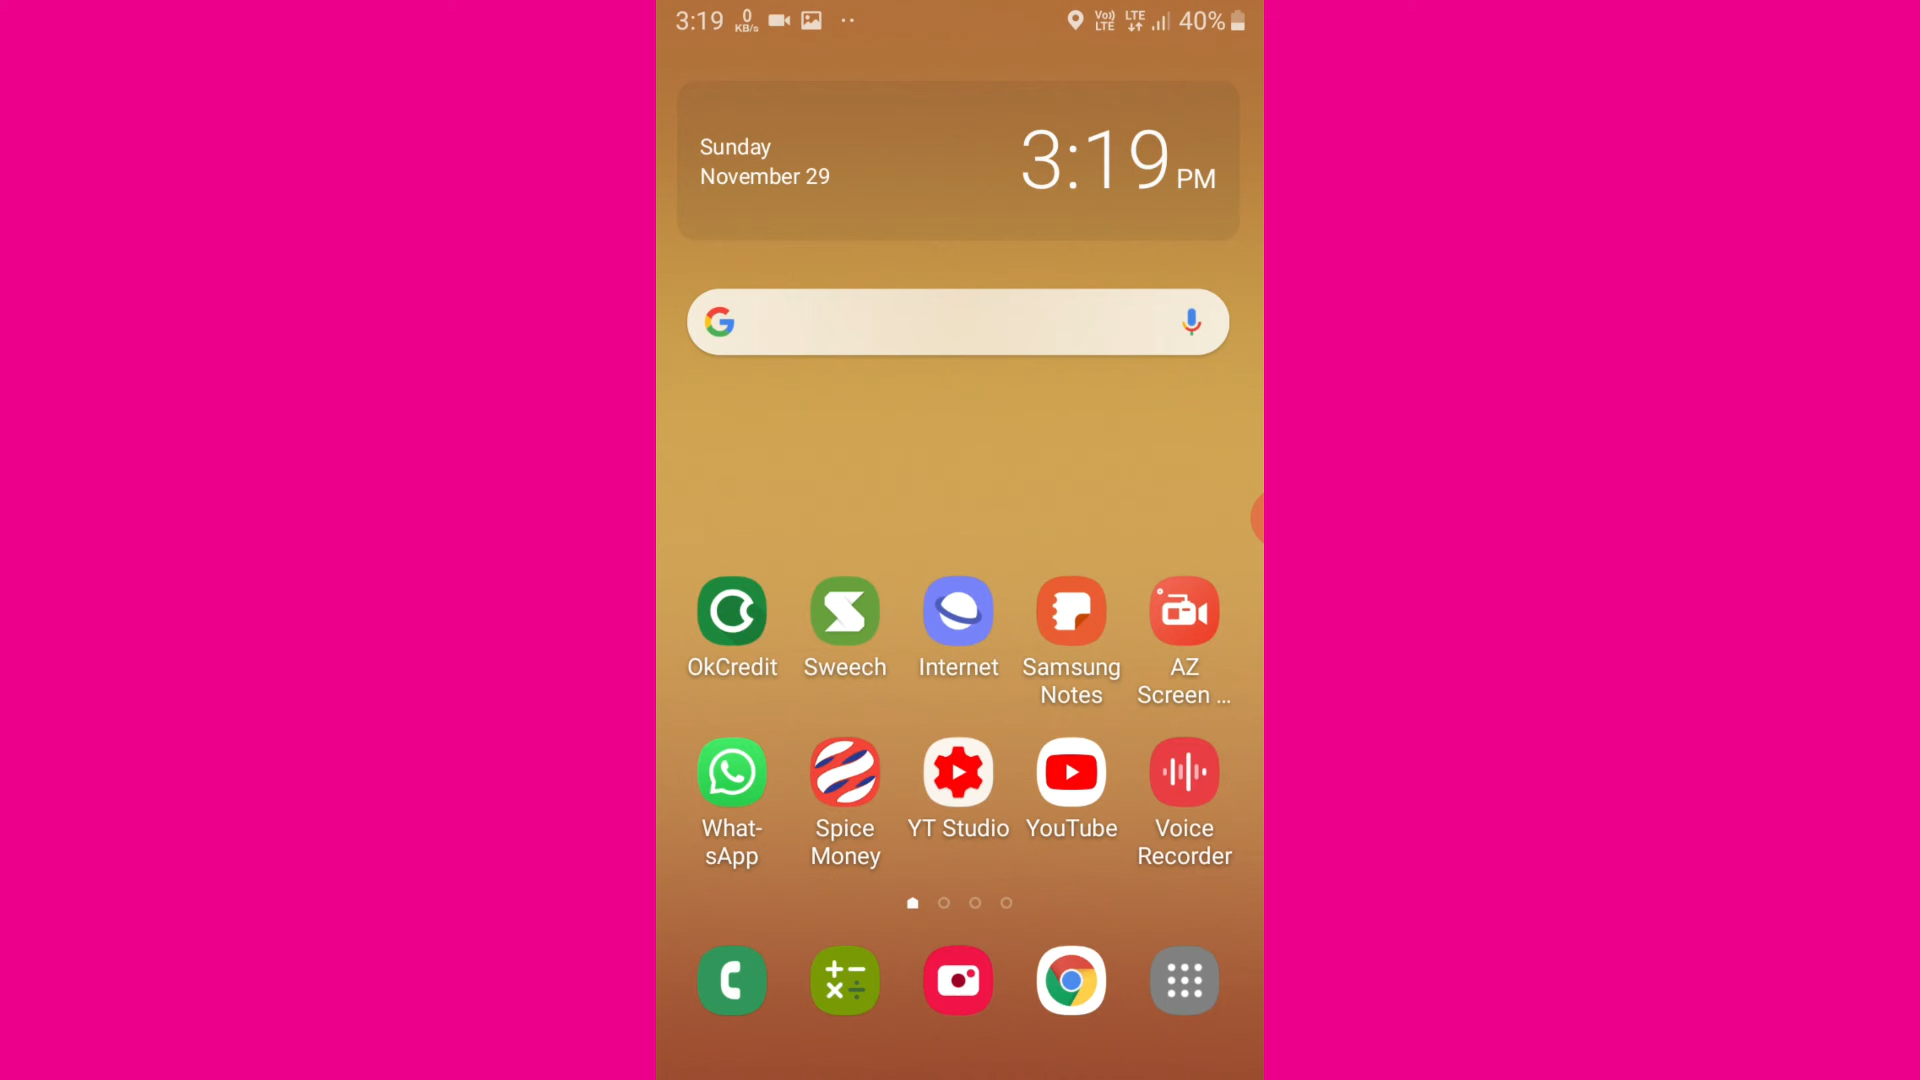 3:19 0 KB/s Vo)) LTE LTE 40%
Sunday
November 29
3:19 PM
OkCredit Sweech Internet Samsung Notes AZ Screen ...
What-sApp Spice Money YT Studio YouTube Voice Recorder